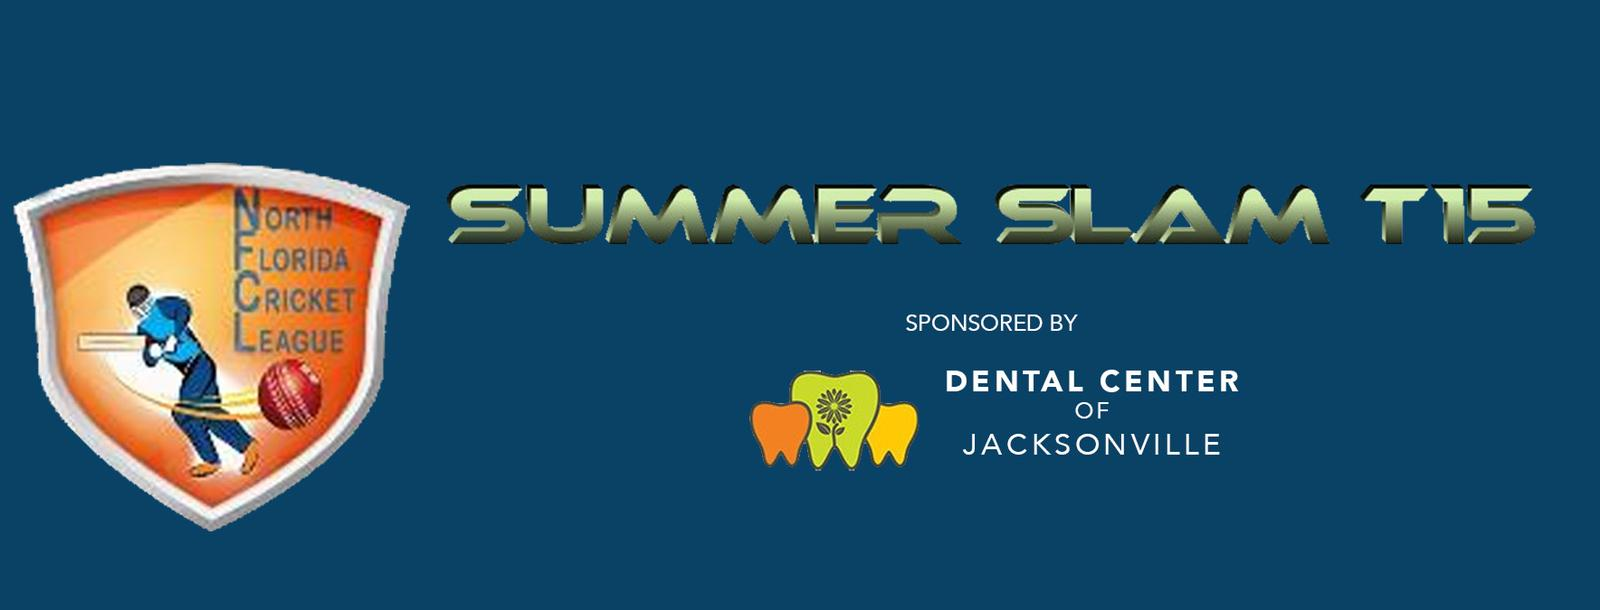 NORTH
FLORIDA
CRICKET
LEAGUE
SUMMER SLAM T15
SPONSORED BY
DENTAL CENTER
OF
JACKSONVILLE